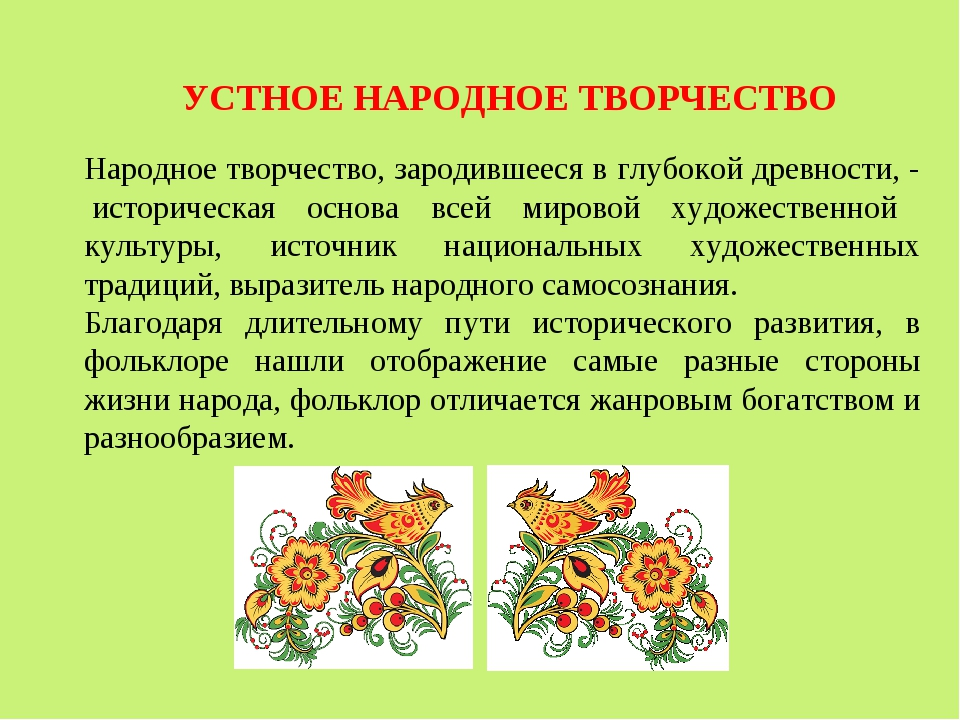 УСТНОЕ НАРОДНОЕ ТВОРЧЕСТВО
Народное творчество, зародившееся в глубокой древности, -
историческая основа всей мировой художественной
культуры, источник национальных художественных
традиций, выразитель народного самосознания.
Благодаря длительному пути исторического развития, в
фольклоре нашли отображение самые разные стороны
жизни народа, фольклор отличается жанровым богатством и
разнообразием.